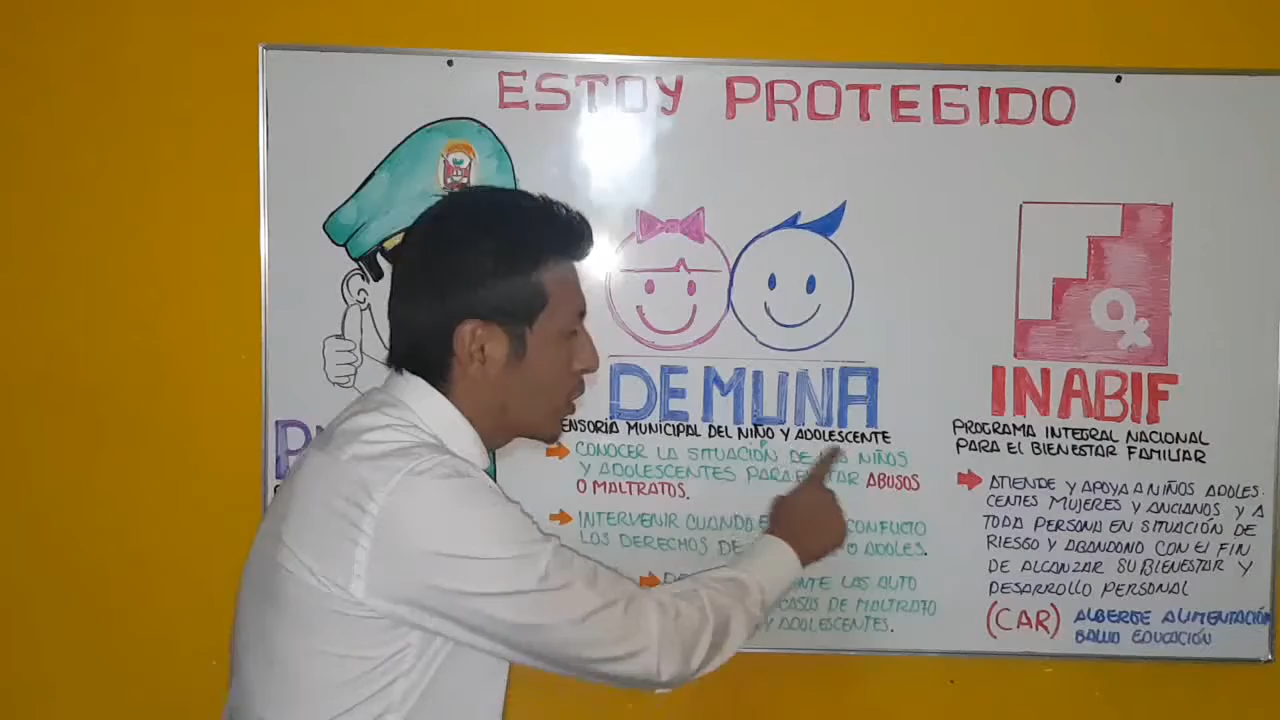 ESTOY PROTEGIDO
DEMUNA
ENSORIA MUNICIPAL DEL NIÑO Y ADOLESCENTE
CONOCER LA SITUACIÓN DE NIÑOS
Y ADOLESCENTES PARA ABUSOS
O MALTRATOS.
INTERVENIR CUANDO CONFLICTO
LOS DERECHOS DE O ADOLES.
LAS AUTO
CASOS DE MALTRATO
Y ADOLESCENTES.
INABIF
PROGRAMA INTEGRAL NACIONAL
PARA EL BIENESTAR FAMILIAR
ATIENDE Y APOYA A NIÑOS ADOLES.
CENTES MUJERES Y ANCIANOS Y A
TODA PERSONA EN SITUACIÓN DE
RIESGO Y ABANDONO CON EL FIN
DE ALCANZAR SU BIENESTAR Y
DESARROLLO PERSONAL
(CAR) ALBERGE ALIMENTACIÓN
SALUD EDUCACIÓN